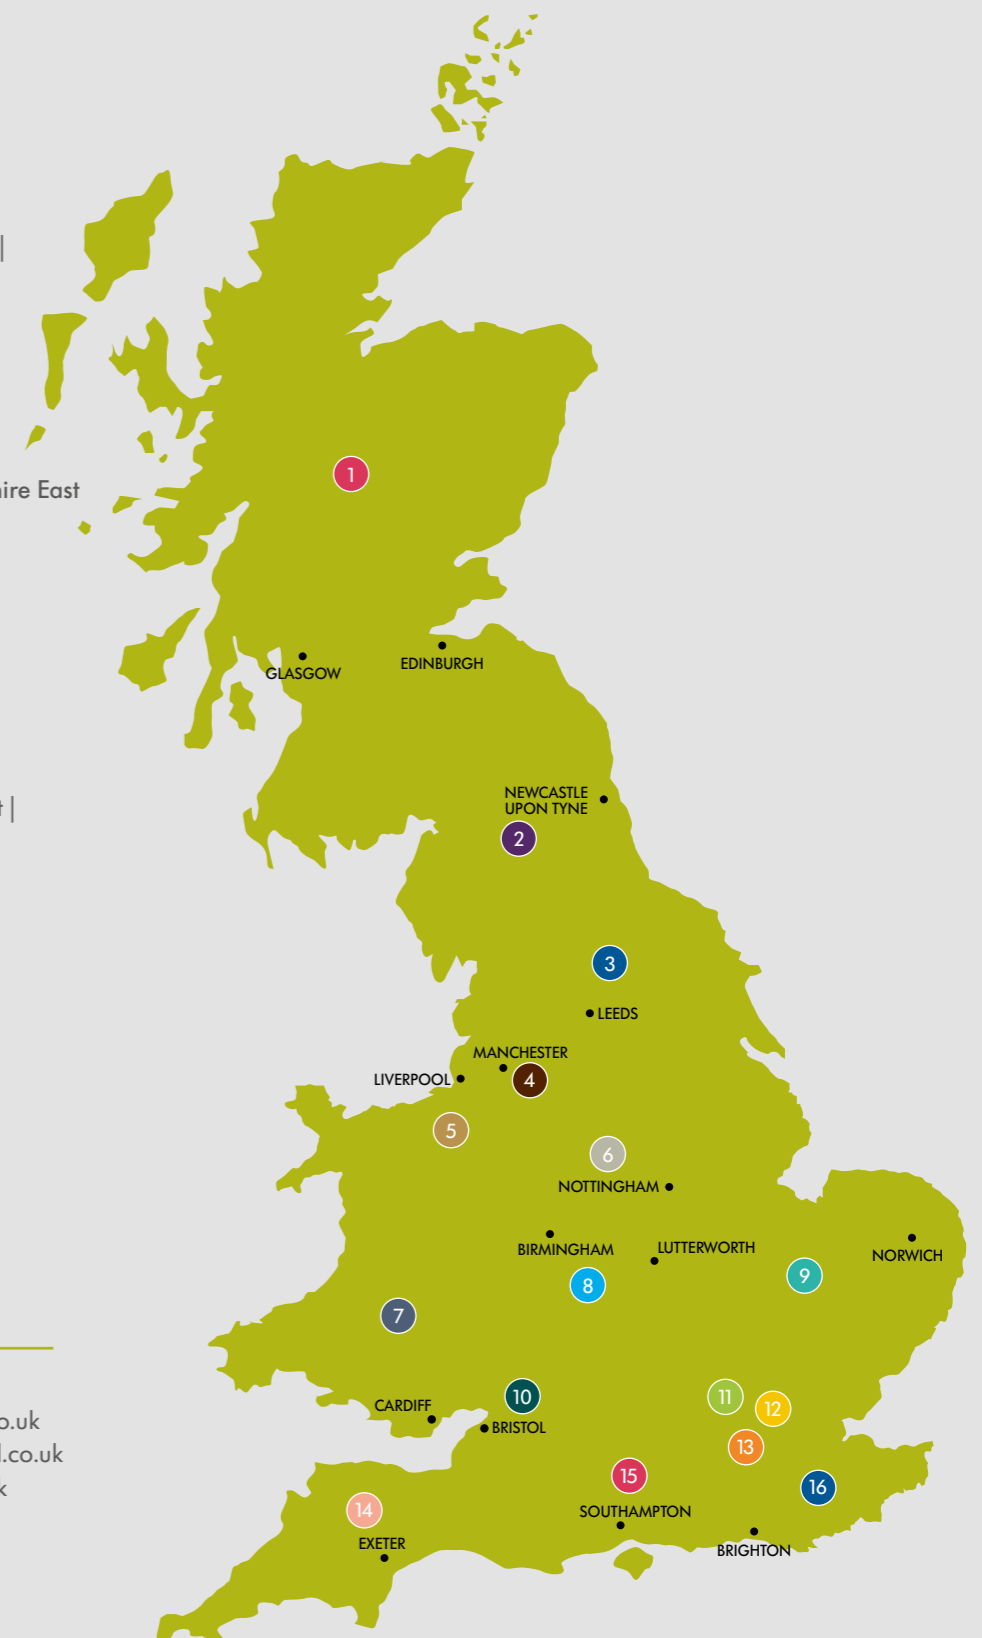 |
ire East
1
GLASGOW
EDINBURGH
NEWCASTLE
UPON TYNE
2
t |
3
LEEDS
MANCHESTER
LIVERPOOL
4
5
6
NOTTINGHAM
BIRMINGHAM
LUTTERWORTH
NORWICH
8
9
7
10
11
12
CARDIFF
BRISTOL
o.uk
13
l.co.uk
15
16
k
14
SOUTHAMPTON
EXETER
BRIGHTON